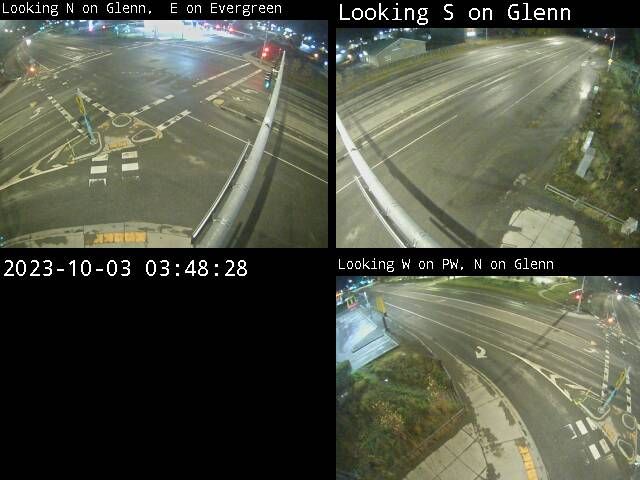 Looking N on Glenn, E on Evergreen
Looking S on Glenn
2023-10-03 03:48:28
Looking W on PW, N on Glenn